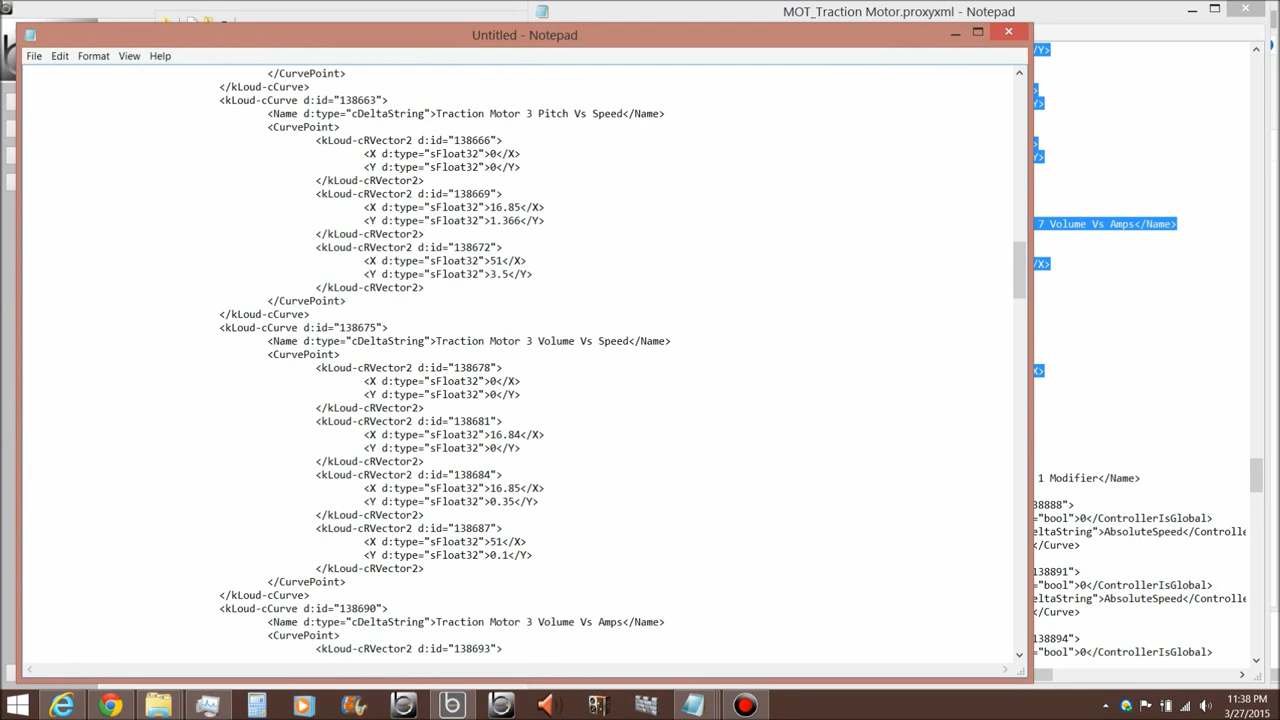 MOT_Traction Motor.proxyxml - Notepad
Untitled - Notepad
File Edit Format View Help
</CurvePoint>
</kLoud-cCurve>
<kLoud-cCurve d:id="138663">
<Name d:type="cDeltaString">Traction Motor 3 Pitch Vs Speed</Name>
<CurvePoint>
<kLoud-cRVector2 d:id="138666">
<X d:type="sFloat32">0</X>
<Y d:type="sFloat32">0</Y>
</kLoud-cRVector2>
<kLoud-cRVector2 d:id="138669">
<X d:type="sFloat32">16.85</X>
<Y d:type="sFloat32">1.366</Y>
</kLoud-cRVector2>
<kLoud-cRVector2 d:id="138672">
<X d:type="sFloat32">51</X>
<Y d:type="sFloat32">3.5</Y>
</kLoud-cRVector2>
</CurvePoint>
</kLoud-cCurve>
<kLoud-cCurve d:id="138675">
<Name d:type="cDeltaString">Traction Motor 3 Volume Vs Speed</Name>
<CurvePoint>
<kLoud-cRVector2 d:id="138678">
<X d:type="sFloat32">0</X>
<Y d:type="sFloat32">0</Y>
</kLoud-cRVector2>
<kLoud-cRVector2 d:id="138681">
<X d:type="sFloat32">16.84</X>
<Y d:type="sFloat32">0</Y>
</kLoud-cRVector2>
<kLoud-cRVector2 d:id="138684">
<X d:type="sFloat32">16.85</X>
<Y d:type="sFloat32">0.35</Y>
</kLoud-cRVector2>
<kLoud-cRVector2 d:id="138687">
<X d:type="sFloat32">51</X>
<Y d:type="sFloat32">0.1</Y>
</kLoud-cRVector2>
</CurvePoint>
</kLoud-cCurve>
<kLoud-cCurve d:id="138690">
<Name d:type="cDeltaString">Traction Motor 3 Volume Vs Amps</Name>
<CurvePoint>
<kLoud-cRVector2 d:id="138693">
/Y>
>
/Y>
>
/Y>
7 Volume Vs Amps</Name>
/X>
X>
1 Modifier</Name>
38888">
="bool">0</ControllerIsGlobal>
eltaString">AbsoluteSpeed</Controlle
</Curve>
138891">
="bool">0</ControllerIsGlobal>
eltaString">AbsoluteSpeed</Controlle
</Curve>
138894">
="bool">0</ControllerIsGlobal>
11:38 PM
3/27/2015